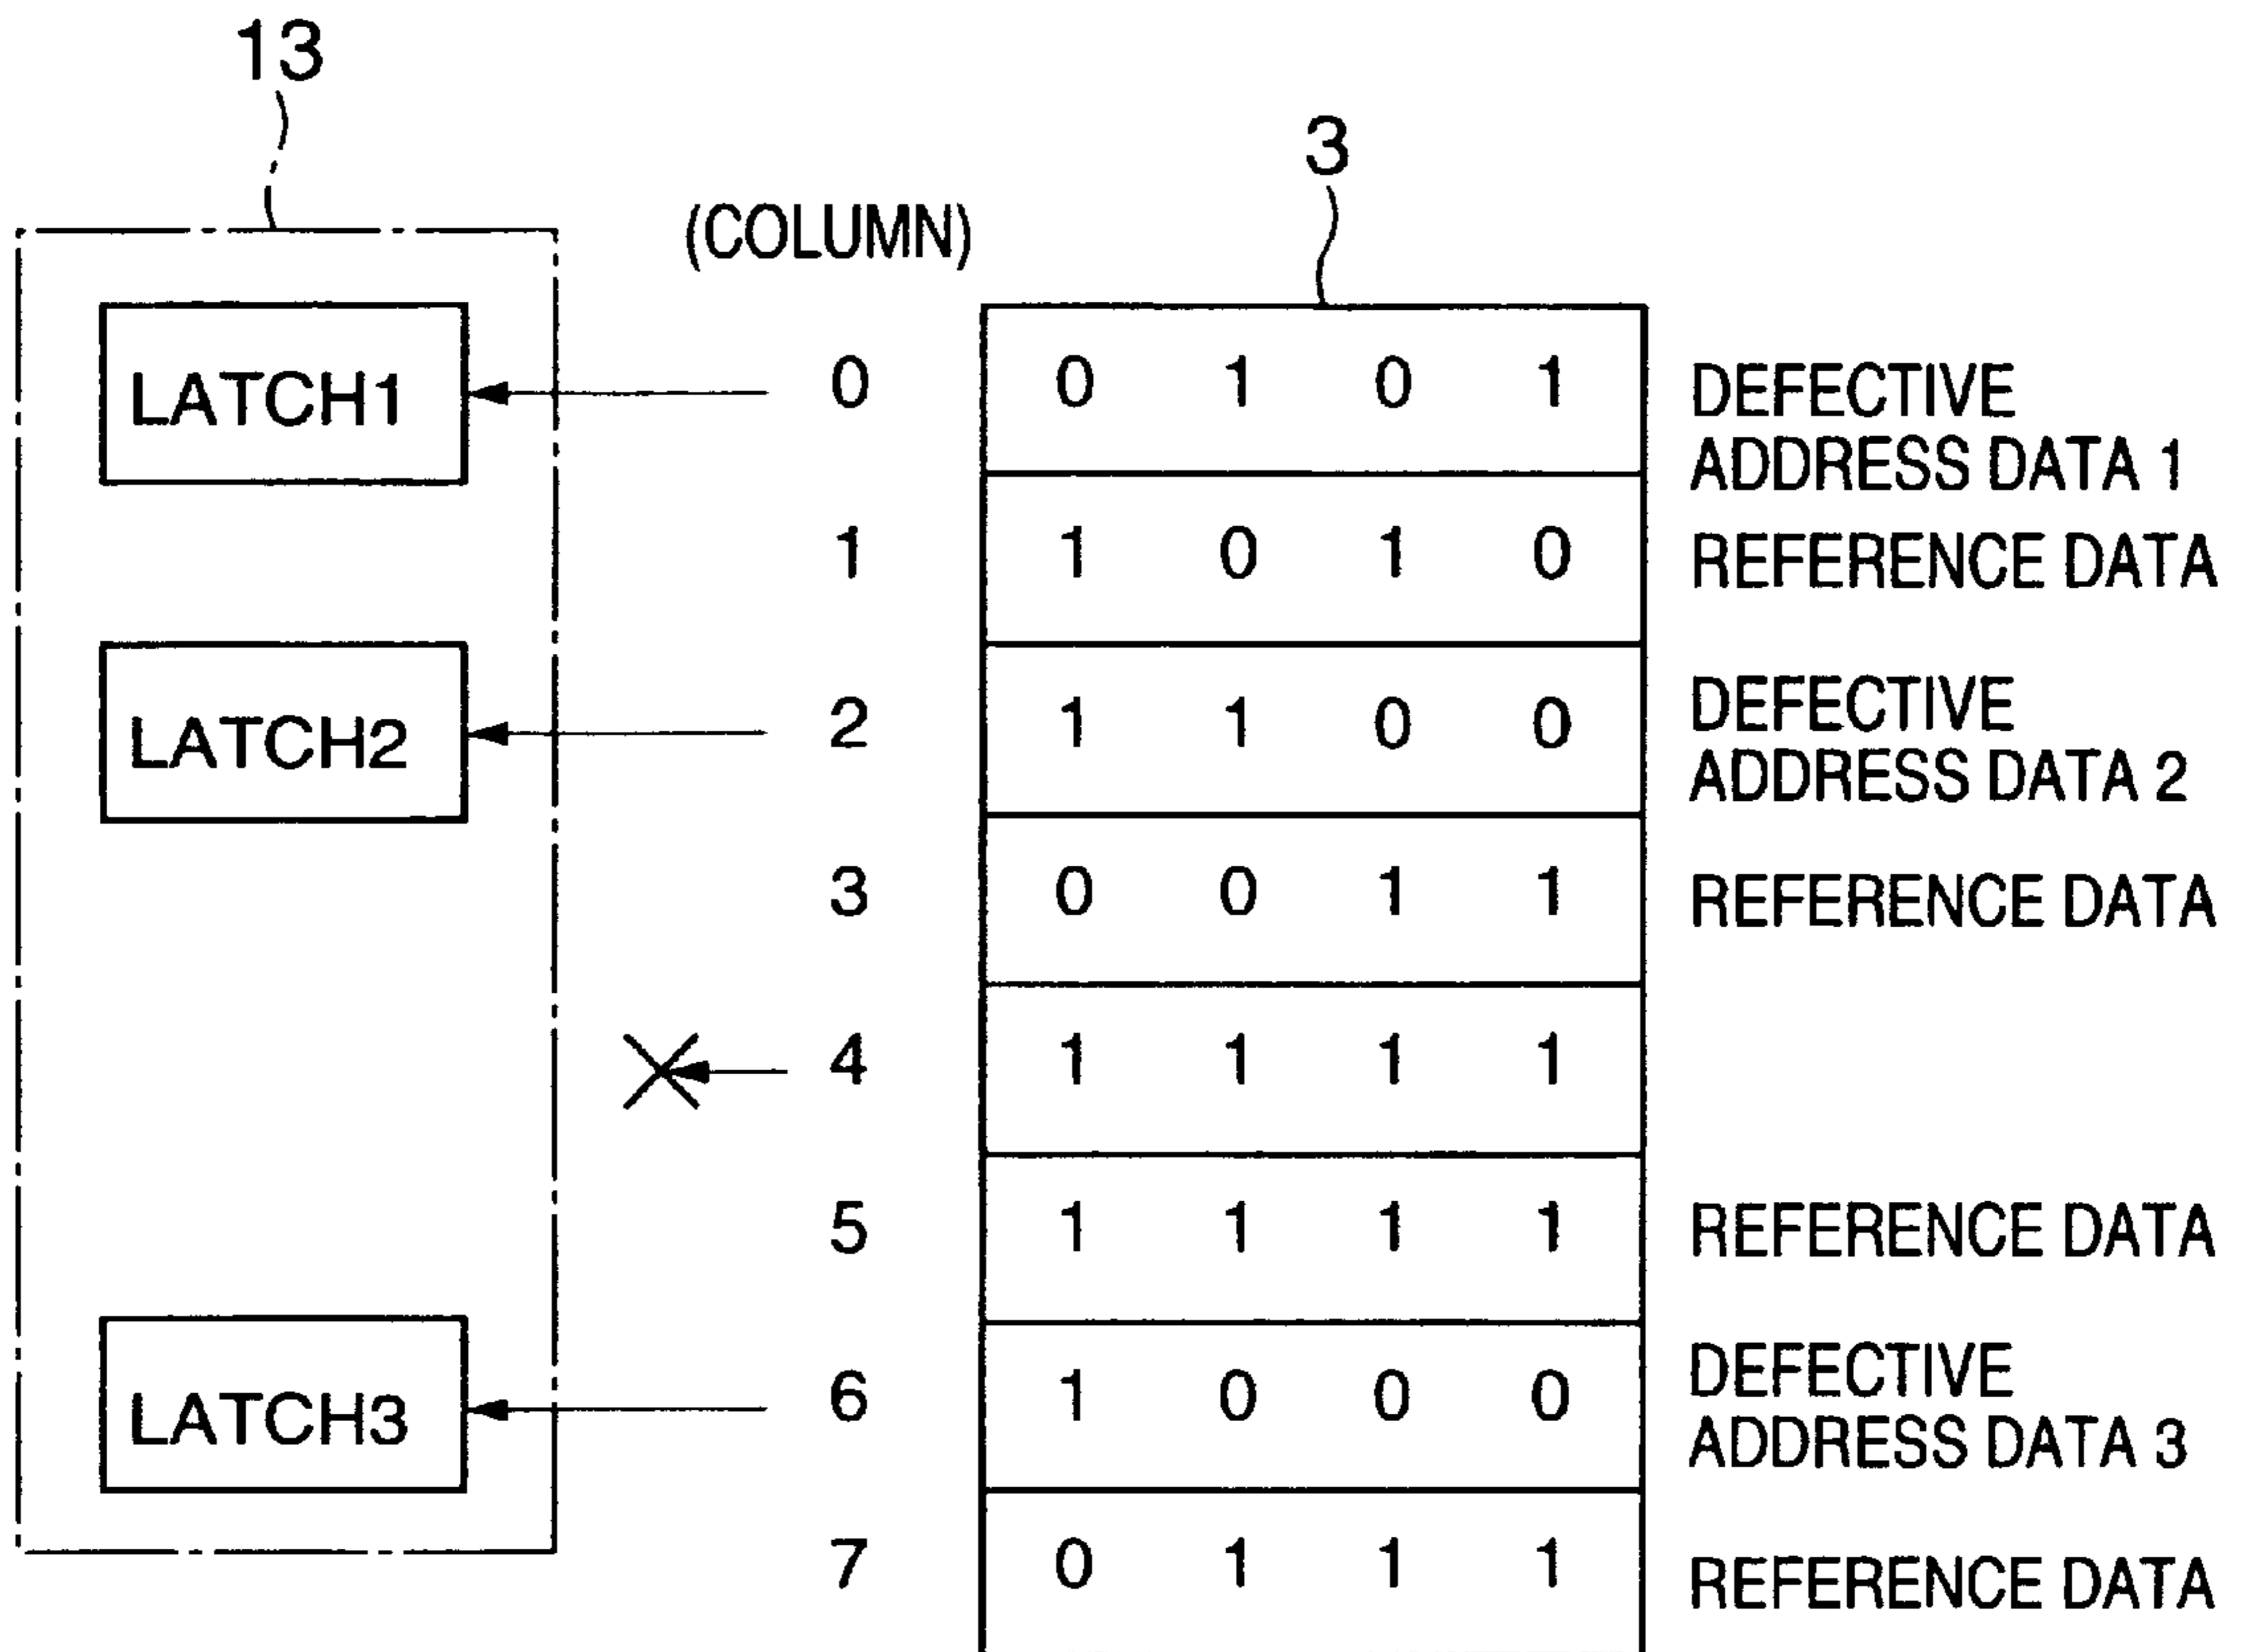 13
3
(COLUMN)
LATCH1
0
0 1 0 1
DEFECTIVE
ADDRESS DATA 1
1
1 0 1 0
REFERENCE DATA
LATCH2
2
1 1 0 0
DEFECTIVE
ADDRESS DATA 2
3
0 0 1 1
REFERENCE DATA
4
1 1 1 1
5
1 1 1 1
REFERENCE DATA
LATCH3
6
1 0 0 0
DEFECTIVE
ADDRESS DATA 3
7
0 1 1 1
REFERENCE DATA